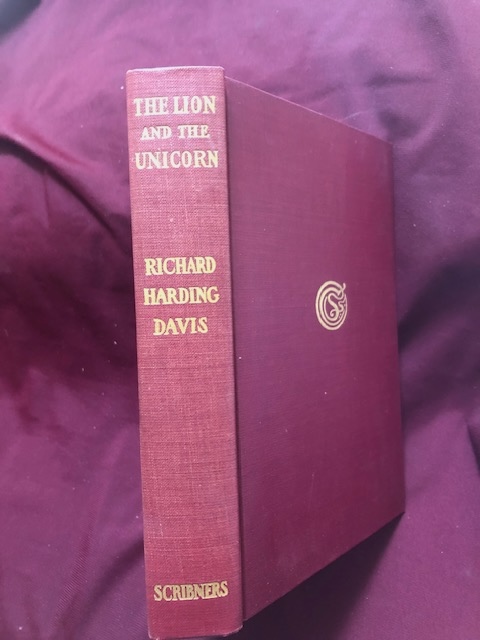 THE LION
AND THE
UNICORN
RICHARD
HARDING
DAVIS
SCRIBNERS